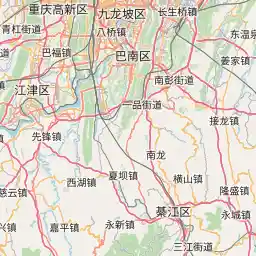 重庆高新区
九龙坡区
长生桥镇
青杠街道
八桥镇
东温泉
巴福镇
巴南区
姜家镇
南彭街道
江津区
一品街道
接龙镇
先锋镇
南龙
夏坝镇
横山镇
西湖镇
隆盛镇
慈云镇
綦江区
永新镇
永城镇
嘉平镇
三江街道